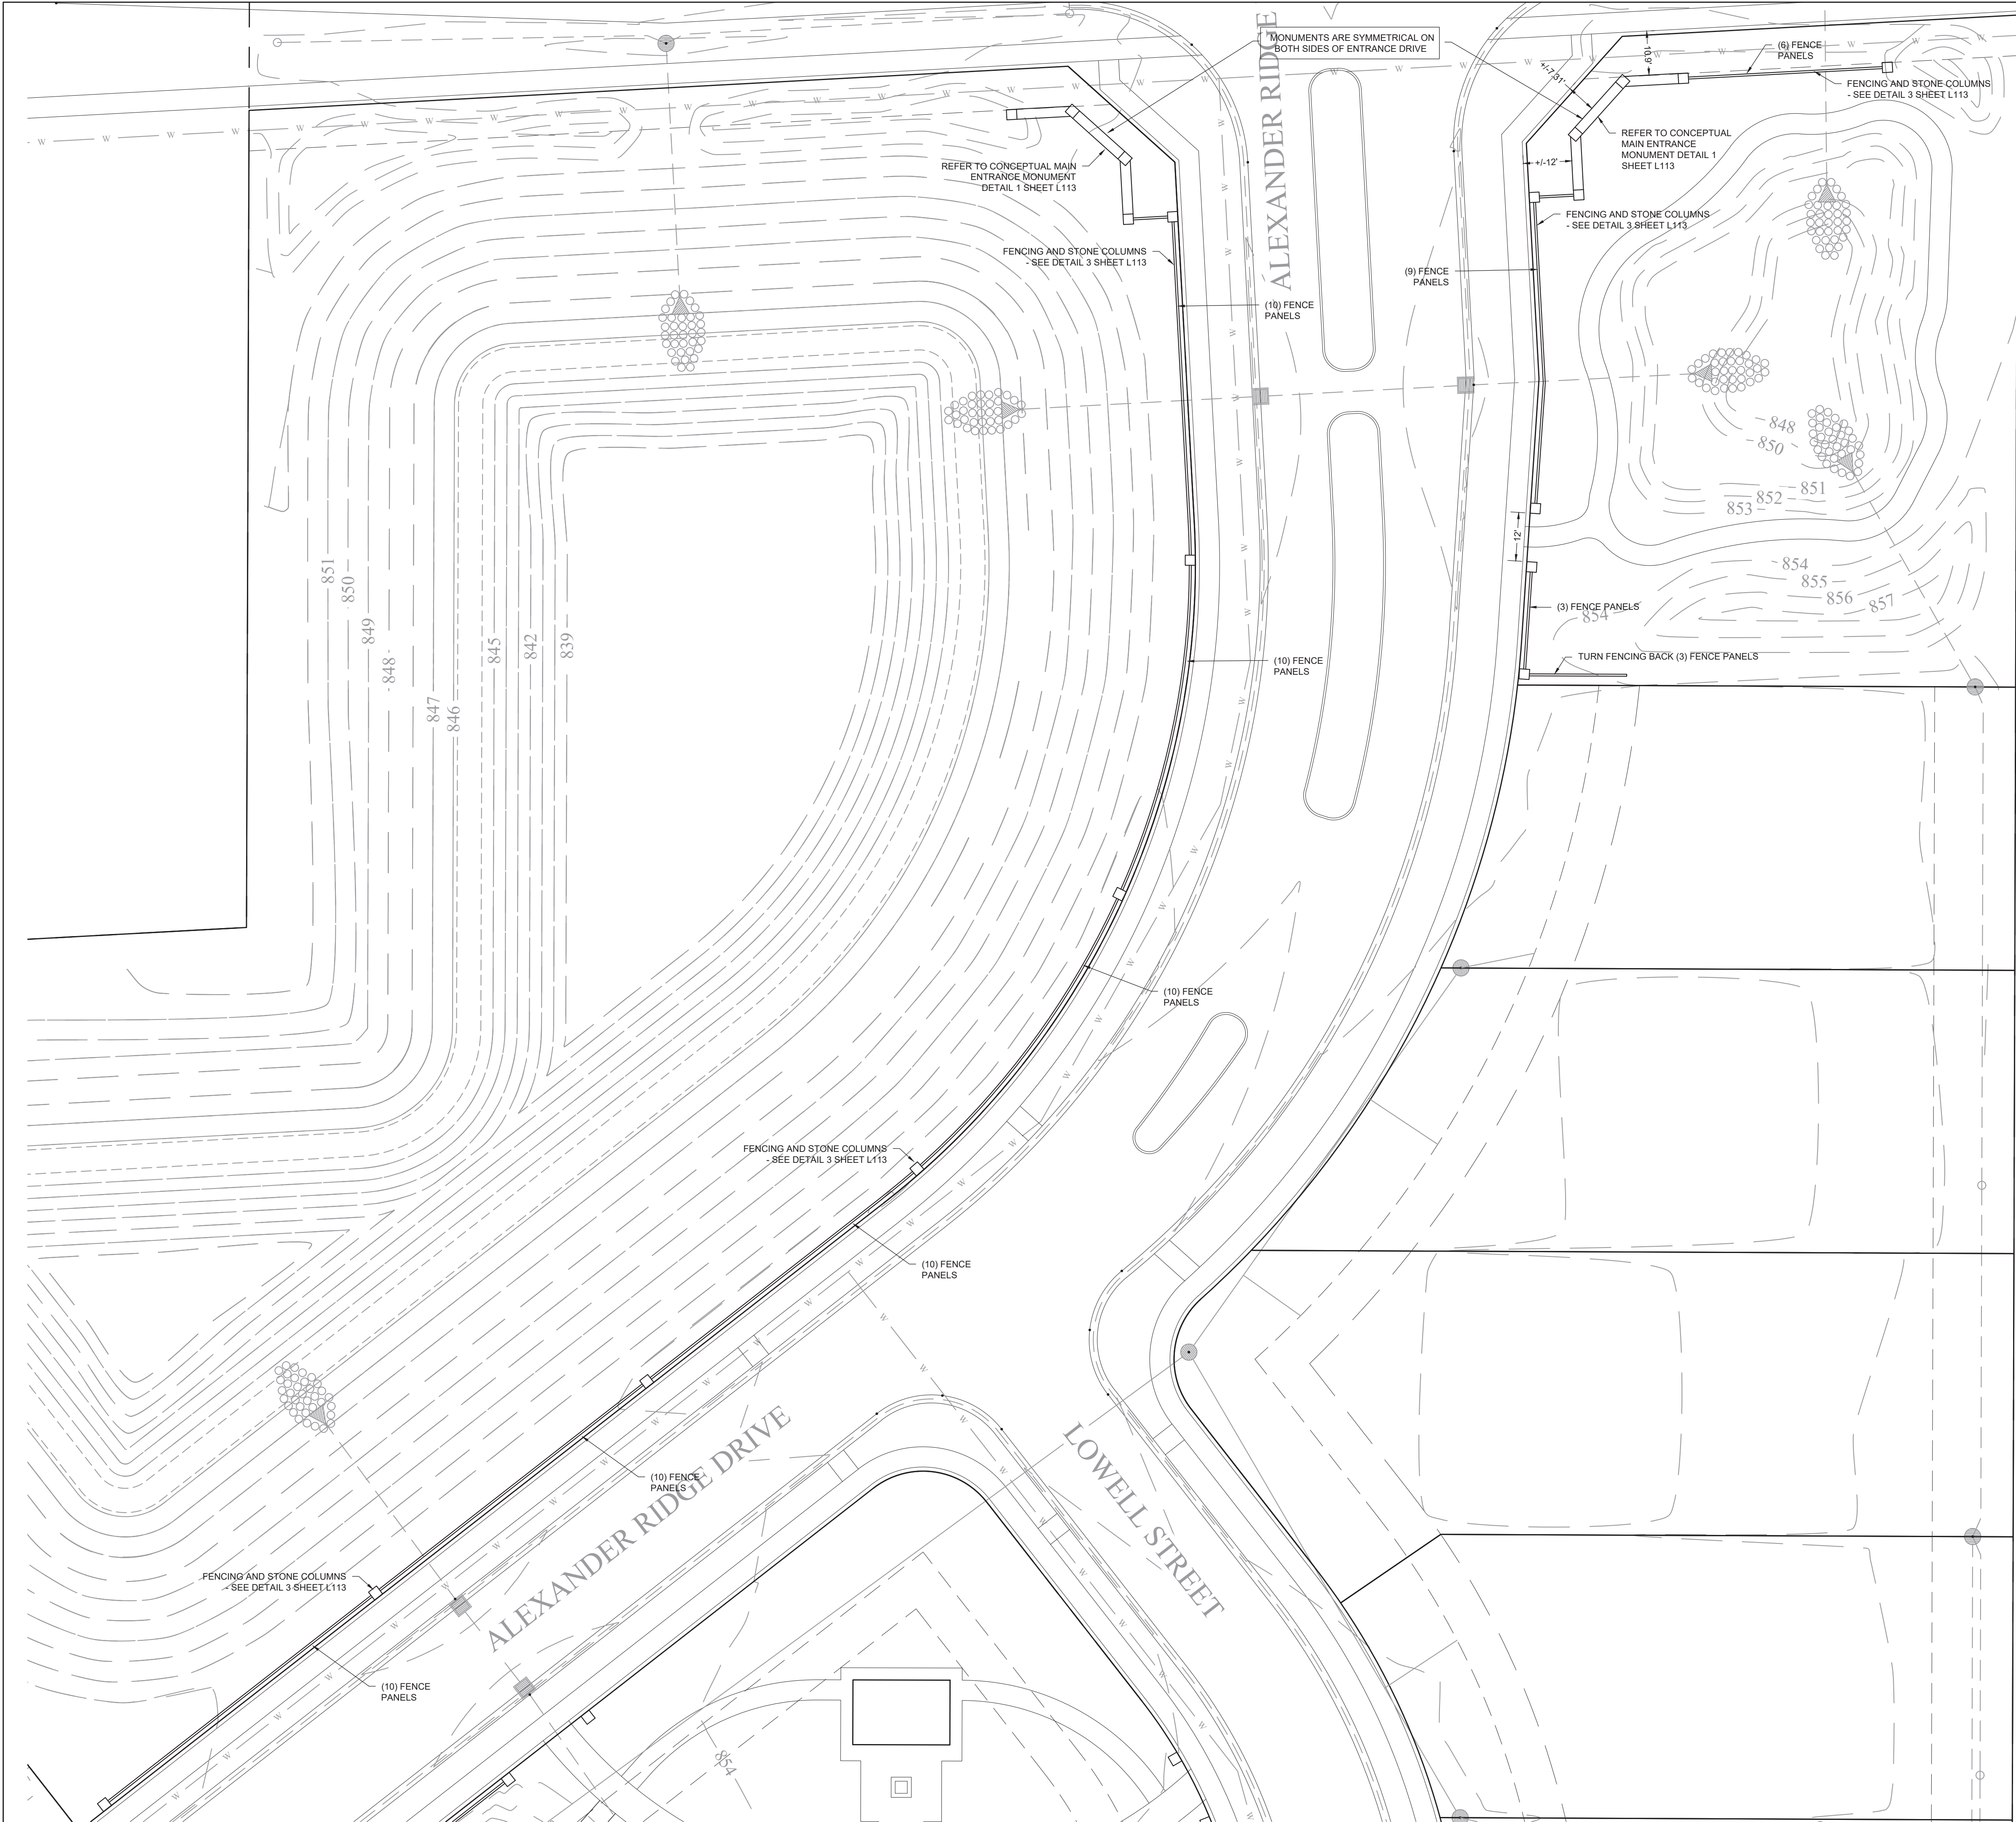 MONUMENTS ARE SYMMETRICAL ON
BOTH SIDES OF ENTRANCE DRIVE
ALEXANDER RIDGE
ALEXANDER RIDGE
10.9'
+/-7.31'
(6) FENCE
PANELS
FENCING AND STONE COLUMNS
- SEE DETAIL 3 SHEET L113
REFER TO CONCEPTUAL
MAIN ENTRANCE
MONUMENT DETAIL 1
SHEET L113
+/-12'
REFER TO CONCEPTUAL MAIN
ENTRANCE MONUMENT
DETAIL 1 SHEET L113
FENCING AND STONE COLUMNS
- SEE DETAIL 3 SHEET L113
FENCING AND STONE COLUMNS
- SEE DETAIL 3 SHEET L113
(9) FENCE
PANELS
(10) FENCE
PANELS
848
850
851
852
853
12'
854
855
856
857
854
(3) FENCE PANELS
TURN FENCING BACK (3) FENCE PANELS
851
850
849
848
847
846
845
842
839
(10) FENCE
PANELS
(10) FENCE
PANELS
FENCING AND STONE COLUMNS
- SEE DETAIL 3 SHEET L113
(10) FENCE
PANELS
(10) FENCE
PANELS
ALEXANDER RIDGE DRIVE
LOWELL STREET
FENCING AND STONE COLUMNS
- SEE DETAIL 3 SHEET L113
(10) FENCE
PANELS
854